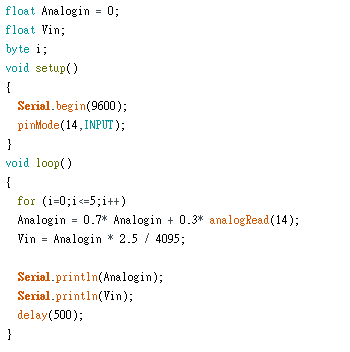 float Analogin = 0;
float Vin;
byte i;
void setup()
{
  Serial.begin(9600);
  pinMode(14,INPUT);
}
void loop()
{
  for (i=0;i<=5;i++)
  Analogin = 0.7* Analogin + 0.3* analogRead(14);
  Vin = Analogin * 2.5 / 4095;

  Serial.println(Analogin);
  Serial.println(Vin);
  delay(500);
}